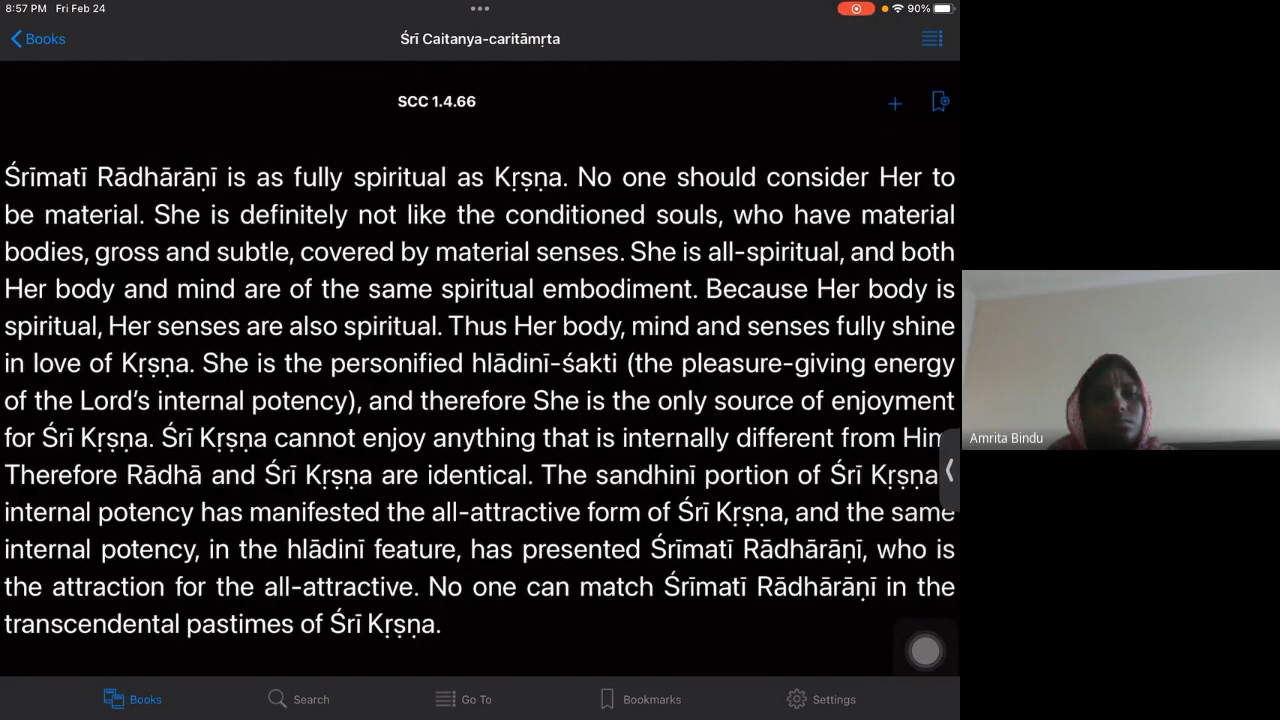 8:57 PM Fri Feb 24
90%
Books
Śrī Caitanya-caritāmṛta
SCC 1.4.66
Śrīmatī Rādhārāṇī is as fully spiritual as Kṛṣṇa. No one should consider Her to
be material. She is definitely not like the conditioned souls, who have material
bodies, gross and subtle, covered by material senses. She is all-spiritual, and both
Her body and mind are of the same spiritual embodiment. Because Her body is
spiritual, Her senses are also spiritual. Thus Her body, mind and senses fully shine
in love of Kṛṣṇa. She is the personified hlādinī-śakti (the pleasure-giving energy
of the Lord’s internal potency), and therefore She is the only source of enjoyment
for Śrī Kṛṣṇa. Śrī Kṛṣṇa cannot enjoy anything that is internally different from Him
Therefore Rādhā and Śrī Kṛṣṇa are identical. The sandhinī portion of Śrī Kṛṣṇa
internal potency has manifested the all-attractive form of Śrī Kṛṣṇa, and the same
internal potency, in the hlādinī feature, has presented Śrīmatī Rādhārāṇī, who is
the attraction for the all-attractive. No one can match Śrīmatī Rādhārāṇī in the
transcendental pastimes of Śrī Kṛṣṇa.
Amrita Bindu
Books
Search
Go To
Bookmarks
Settings